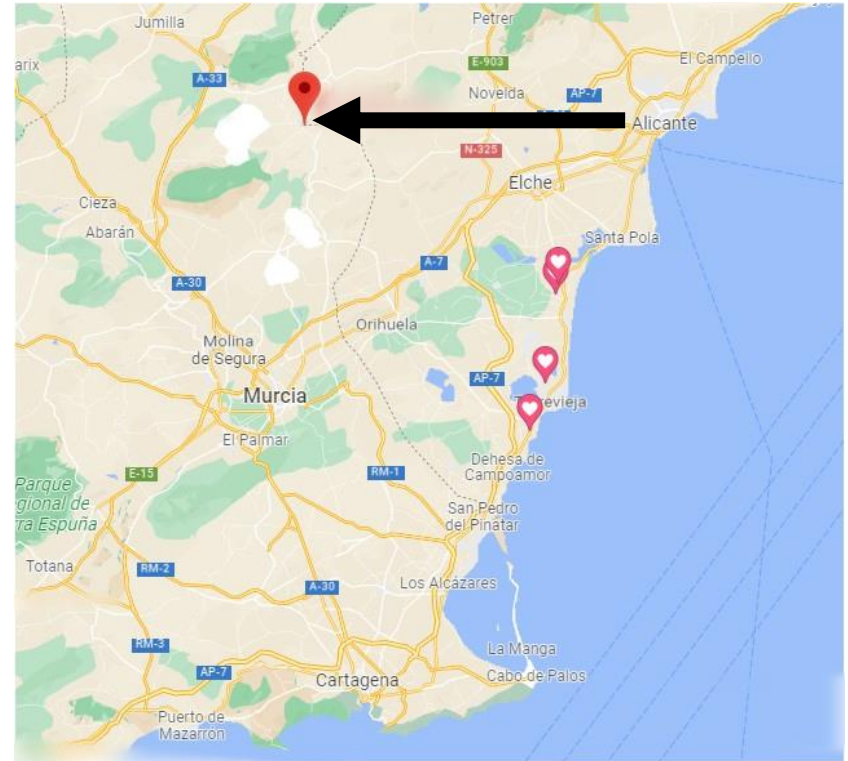 Jumilla
Petrer
arix
El Campello
E-903
A-33
Novelda
AP-7
Alicante
N-325
Elche
Cieza
Abarán
Santa Pola
A-7
A-30
Orihuela
Molina
de Segura
AP-7
Murcia
revieja
El Palmar
Dehesa de
Campoamor
RM-1
E-15
Parque
gional de
ra Espuña
San Pedro
del Pinatar
Totana
RM-2
A-30
Los Alcázares
RM-3
La Manga
AP-7
Cartagena
Cabo de Palos
Puerto de
Mazarrón